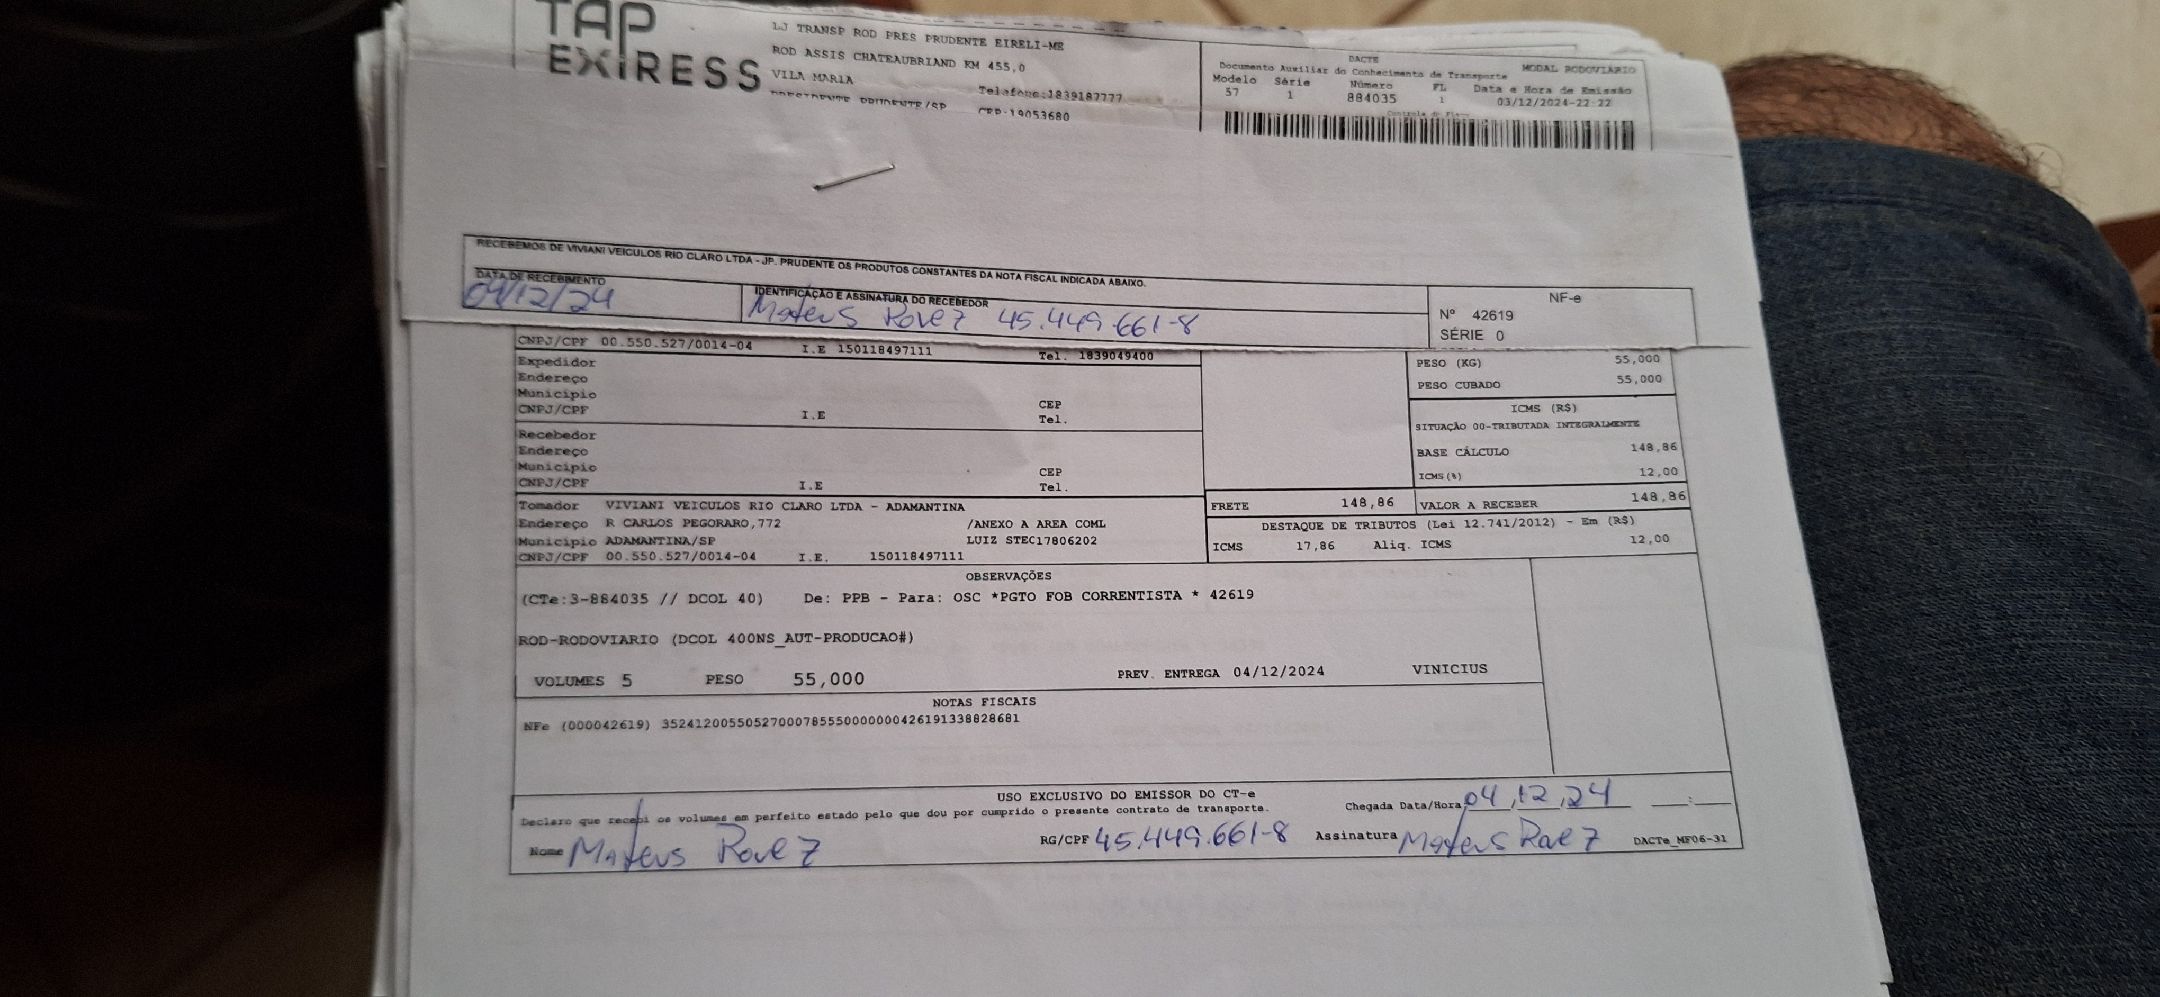 TAP
EXPRESS
LJ TRANSP ROD PRES PRUDENTE EIRELI-ME
ROD ASSIS CHATEAUBRIAND KM 455,0
VILA MARIA
Telefone:1839187777
PRESIDENTE PRUDENTE/SP
CEP:19053680
DACTE
Documento Auxiliar do Conhecimento de Transporte MODAL RODOVIÁRIO
Modelo Série Número FL Data e Hora de Emissão
57 1 884035 1 03/12/2024-22:22
RECEBEMOS DE VIVIANI VEICULOS RIO CLARO LTDA - JP. PRUDENTE OS PRODUTOS CONSTANTES DA NOTA FISCAL INDICADA ABAIXO.
DATA DE RECEBIMENTO
04/12/24
IDENTIFICAÇÃO E ASSINATURA DO RECEBEDOR
Mateus 45.449.661-8
NF-e
Nº 42619
SÉRIE 0
CNPJ/CPF 00.550.527/0014-04 I.E 150118497111 Tel. 1839049400
Expedidor
Endereço
Município
CEP
CNPJ/CPF I.E Tel.
Recebedor
Endereço
Município
CEP
CNPJ/CPF I.E Tel.
PESO (KG) 55,000
PESO CUBADO 55,000
ICMS (R$)
SITUAÇÃO 00-TRIBUTADA INTEGRALMENTE
BASE CÁLCULO 148,86
ICMS(%) 12,00
Tomador VIVIANI VEICULOS RIO CLARO LTDA - ADAMANTINA
Endereço R CARLOS PEGORARO,772 /ANEXO A AREA COML
Município ADAMANTINA/SP LUIZ STEC17806202
CNPJ/CPF 00.550.527/0014-04 I.E. 150118497111
FRETE 148,86 VALOR A RECEBER 148,86
DESTAQUE DE TRIBUTOS (Lei 12.741/2012) - Em (R$)
ICMS 17,86 Aliq. ICMS 12,00
OBSERVAÇÕES
(CTe:3-884035 // DCOL 40) De: PPB - Para: OSC *PGTO FOB CORRENTISTA * 42619
ROD-RODOVIARIO (DCOL 400NS_AUT-PRODUCAO#)
VOLUMES 5 PESO 55,000 PREV. ENTREGA 04/12/2024 VINICIUS
NOTAS FISCAIS
NFe (000042619) 35241200550527000785550000000426191338828681
USO EXCLUSIVO DO EMISSOR DO CT-e
Declaro que recebi os volumes em perfeito estado pelo que dou por cumprido o presente contrato de transporte.
Chegada Data/Hora 04,12,24 :
Nome Mateus RG/CPF 45.449.661-8 Assinatura Mateus DACTe_MF06-31